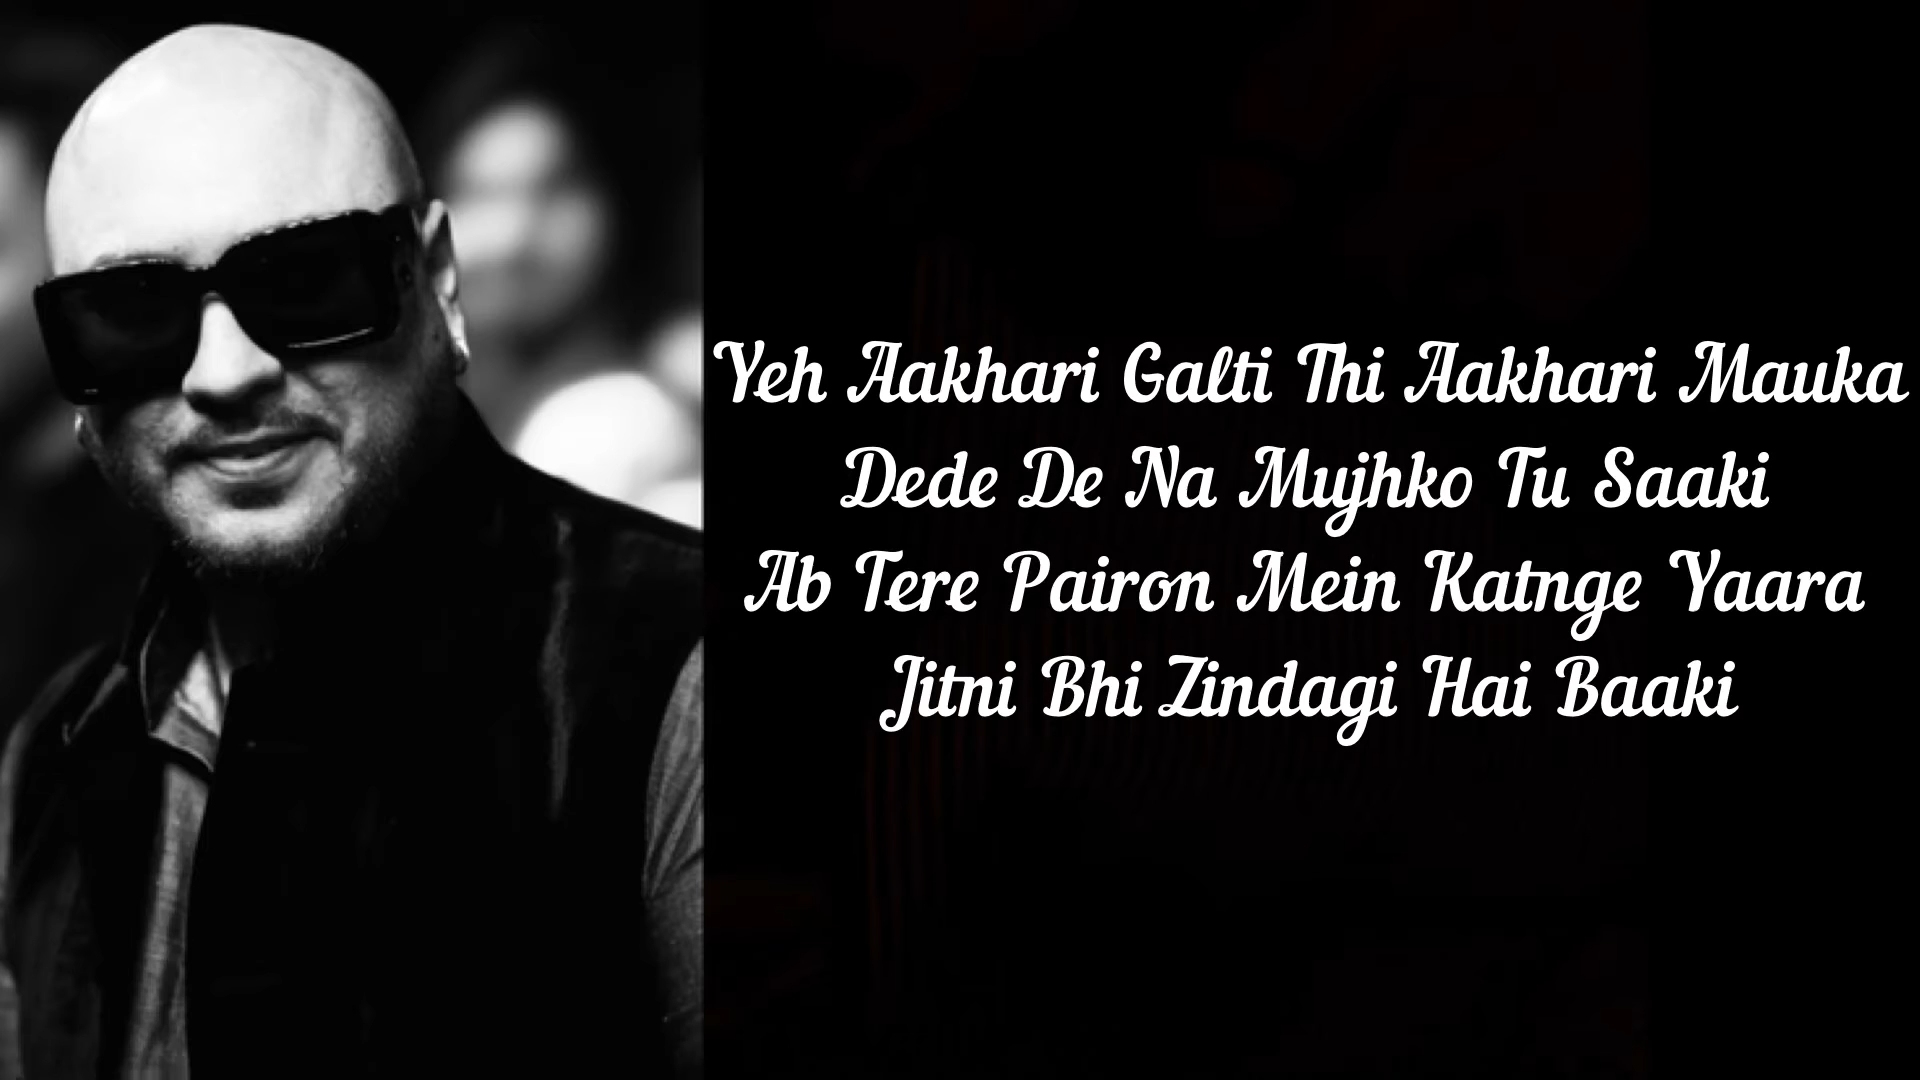 Yeh Aakhari Galti Thi Aakhari Mauka
Dede De Na Mujhko Tu Saaki
Ab Tere Pairon Mein Katnge Yaara
Jitni Bhi Zindagi Hai Baaki